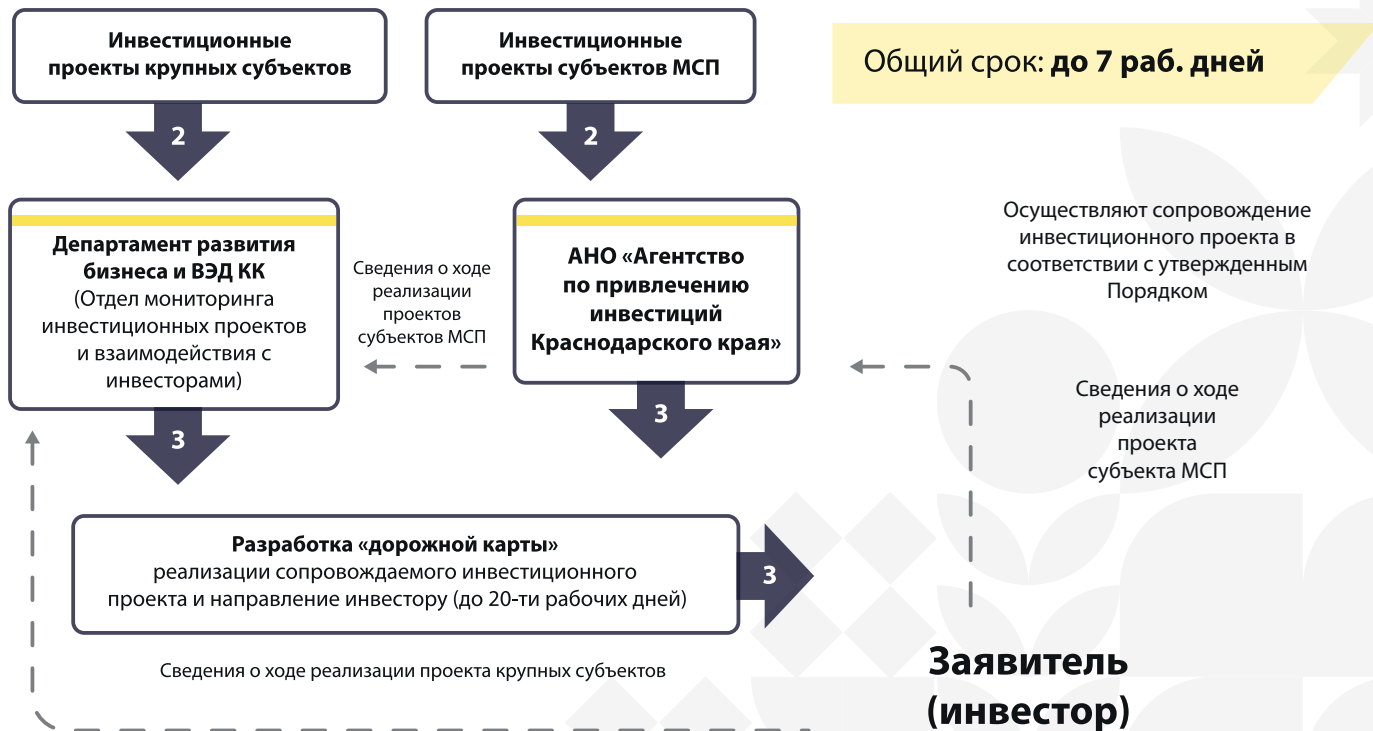 Инвестиционные
проекты крупных субъектов
Инвестиционные
проекты субъектов МСП
Общий срок: до 7 раб. дней
2
2
Департамент развития
бизнеса и ВЭД КК
(Отдел мониторинга
инвестиционных проектов
и взаимодействия с
инвесторами)
Сведения о ходе
реализации
проектов
субъектов МСП
АНО «Агентство
по привлечению
инвестиций
Краснодарского края»
Осуществляют сопровождение
инвестиционного проекта в
соответствии с утвержденным
Порядком
Сведения о ходе
реализации
проекта
субъекта МСП
3
3
Разработка «дорожной карты»
реализации сопровождаемого инвестиционного
проекта и направление инвестору (до 20-ти рабочих дней)
3
Сведения о ходе реализации проекта крупных субъектов
Заявитель
(инвестор)